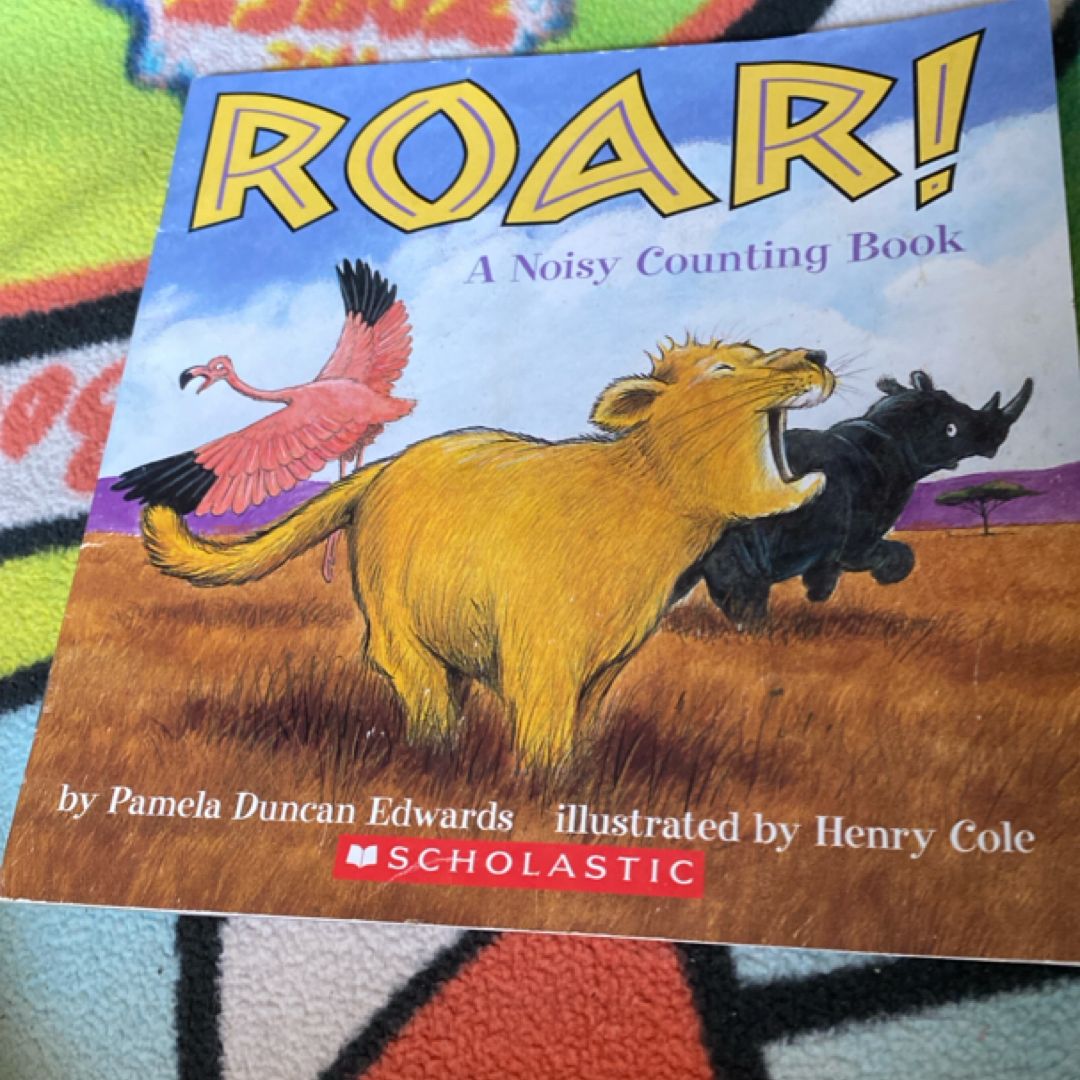 ROAR!
A Noisy Counting Book
by Pamela Duncan Edwards illustrated by Henry Cole
SCHOLASTIC